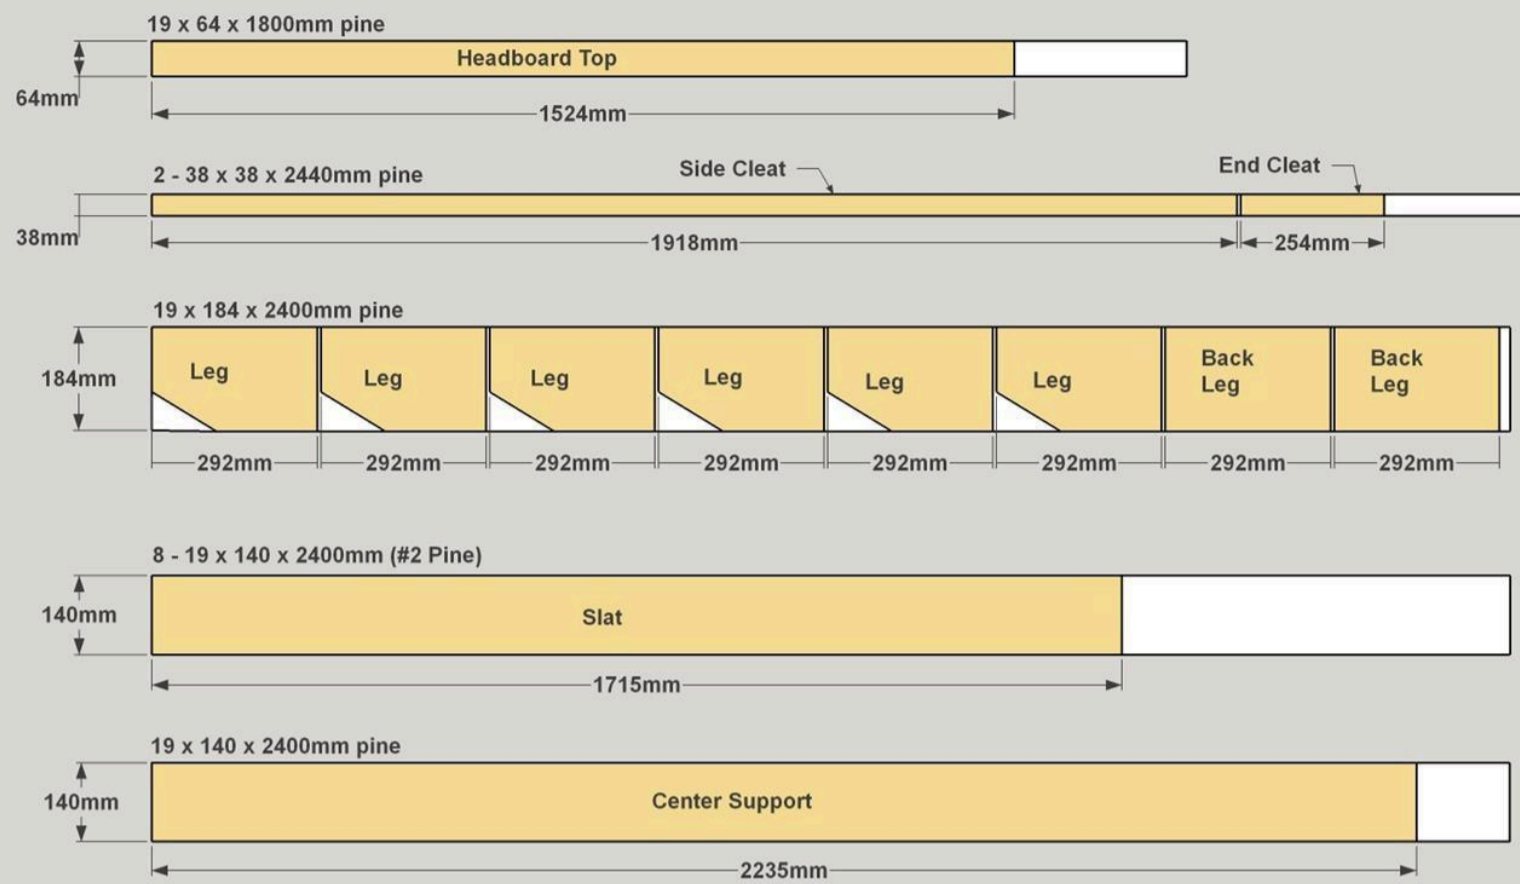 19 x 64 x 1800mm pine
Headboard Top
64mm
1524mm
2 - 38 x 38 x 2440mm pine
Side Cleat
End Cleat
38mm
1918mm
254mm
19 x 184 x 2400mm pine
184mm
Leg
Leg
Leg
Leg
Leg
Leg
Back
Leg
Back
Leg
292mm
292mm
292mm
292mm
292mm
292mm
292mm
292mm
8 - 19 x 140 x 2400mm (#2 Pine)
140mm
Slat
1715mm
19 x 140 x 2400mm pine
140mm
Center Support
2235mm